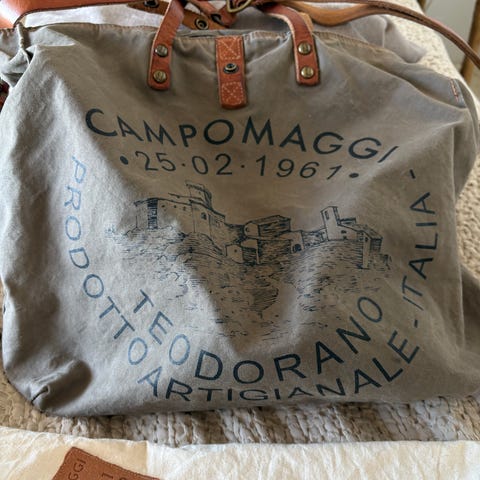 CAMPOMAGGI
•25·02·1961•
TEODORANO
PRODOTTO ARTIGIANALE - ITALIA -